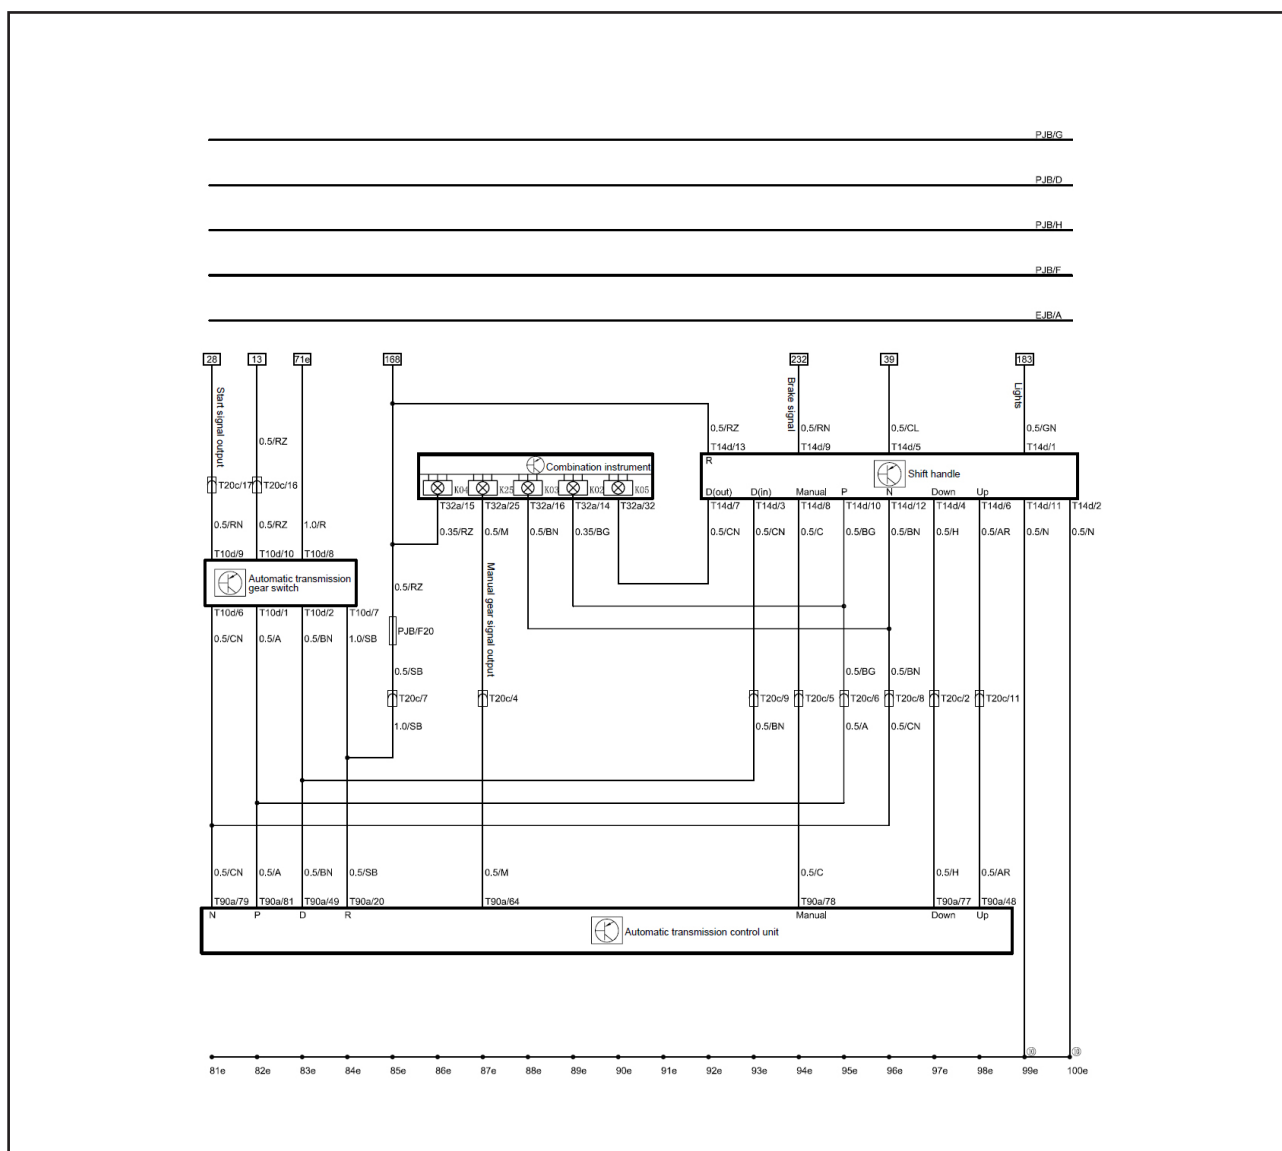 PJB/G
PJB/D
PJB/H
PJB/F
EJB/A
28 13 71e 168 232 39 183
Start signal output
Brake signal
Lights
0.5/RZ 0.5/RN 0.5/CL 0.5/GN
0.5/RZ
T14d/13 T14d/9 T14d/5 T14d/1
R
Combination instrument
Shift handle
T20c/17 T20c/16
K04 K25 K03 K02 K05
D(out) D(in) Manual P N Down Up
T32a/15 T32a/25 T32a/16 T32a/14 T32a/32
T14d/7 T14d/3 T14d/8 T14d/10 T14d/12 T14d/4 T14d/6 T14d/11 T14d/2
0.5/RN 0.5/RZ 1.0/R
0.35/RZ 0.5/M 0.5/BN 0.35/BG
0.5/CN 0.5/CN 0.5/C 0.5/BG 0.5/BN 0.5/H 0.5/AR 0.5/N 0.5/N
T10d/9 T10d/10 T10d/8
Automatic transmission
gear switch
Manual gear signal output
0.5/RZ
T10d/6 T10d/1 T10d/2 T10d/7
PJB/F20
0.5/CN 0.5/A 0.5/BN 1.0/SB
0.5/SB 0.5/BG 0.5/BN
T20c/7 T20c/4 T20c/9 T20c/5 T20c/6 T20c/8 T20c/2 T20c/11
1.0/SB 0.5/BN 0.5/A 0.5/CN
0.5/CN 0.5/A 0.5/BN 0.5/SB 0.5/M 0.5/C 0.5/H 0.5/AR
T90a/79 T90a/81 T90a/49 T90a/20 T90a/64 T90a/78 T90a/77 T90a/48
N P D R Manual Down Up
Automatic transmission control unit
81e 82e 83e 84e 85e 86e 87e 88e 89e 90e 91e 92e 93e 94e 95e 96e 97e 98e 99e 100e